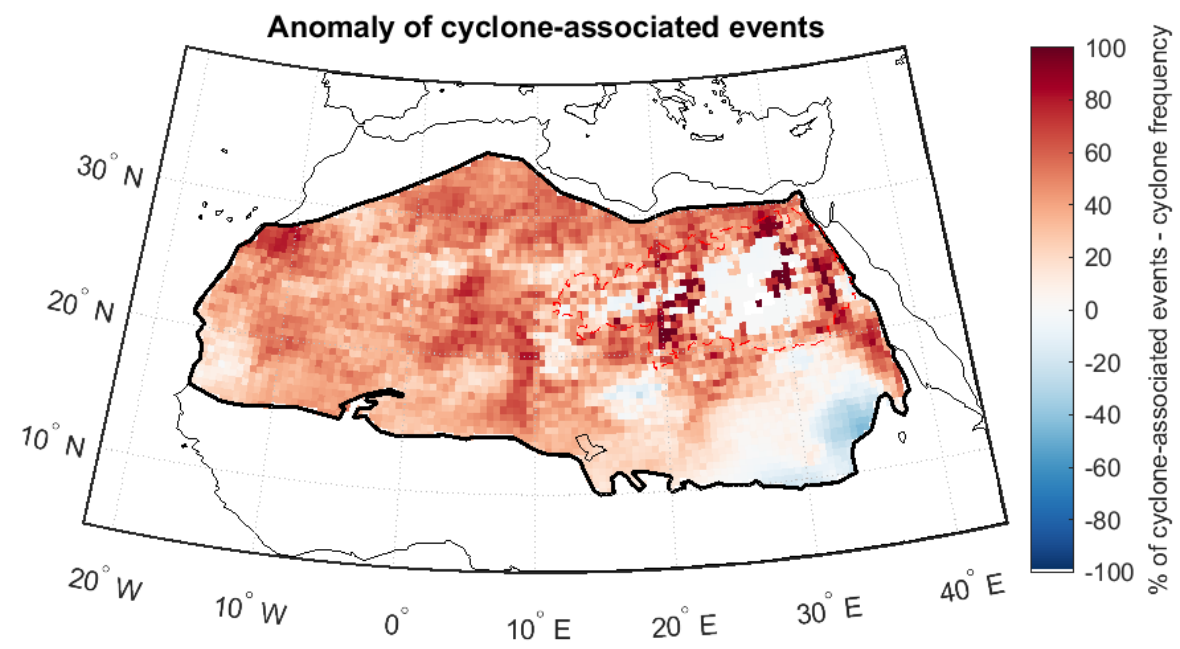 Anomaly of cyclone-associated events
30° N
20° N
10° N
20° W
10° W
0°
10° E
20° E
30° E
40° E
100
80
60
40
20
0
-20
-40
-60
-80
-100
% of cyclone-associated events - cyclone frequency